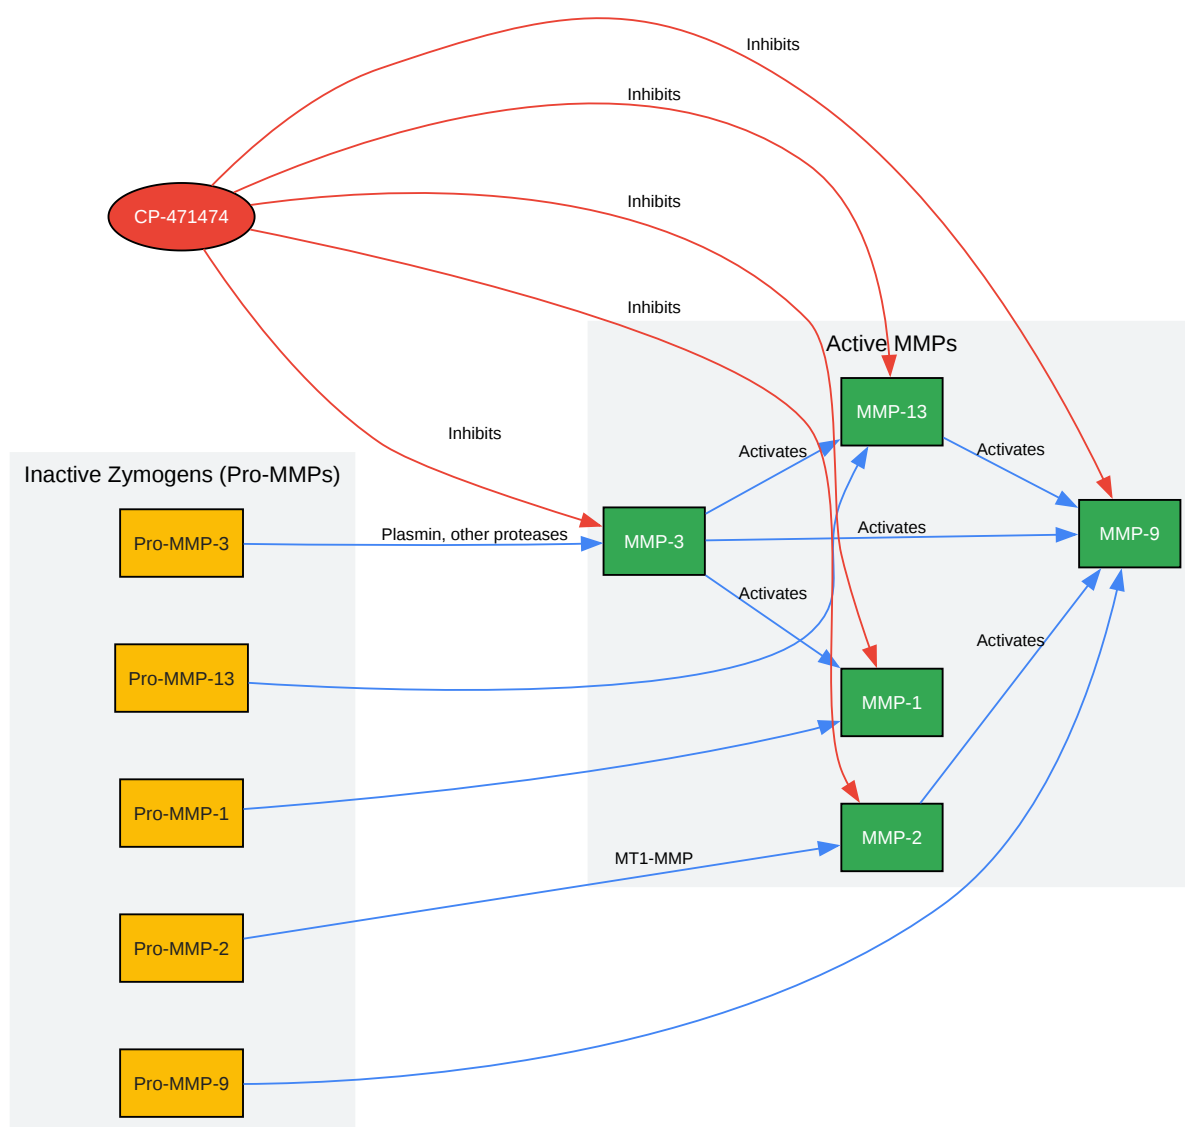 Inhibits
Inhibits
Inhibits
CP-471474
Inhibits
Active MMPs
MMP-13
Inhibits
Activates
Activates
Inactive Zymogens (Pro-MMPs)
Pro-MMP-3
Plasmin, other proteases
MMP-3
Activates
MMP-9
Activates
Activates
Pro-MMP-13
MMP-1
Pro-MMP-1
MMP-2
MT1-MMP
Pro-MMP-2
Pro-MMP-9